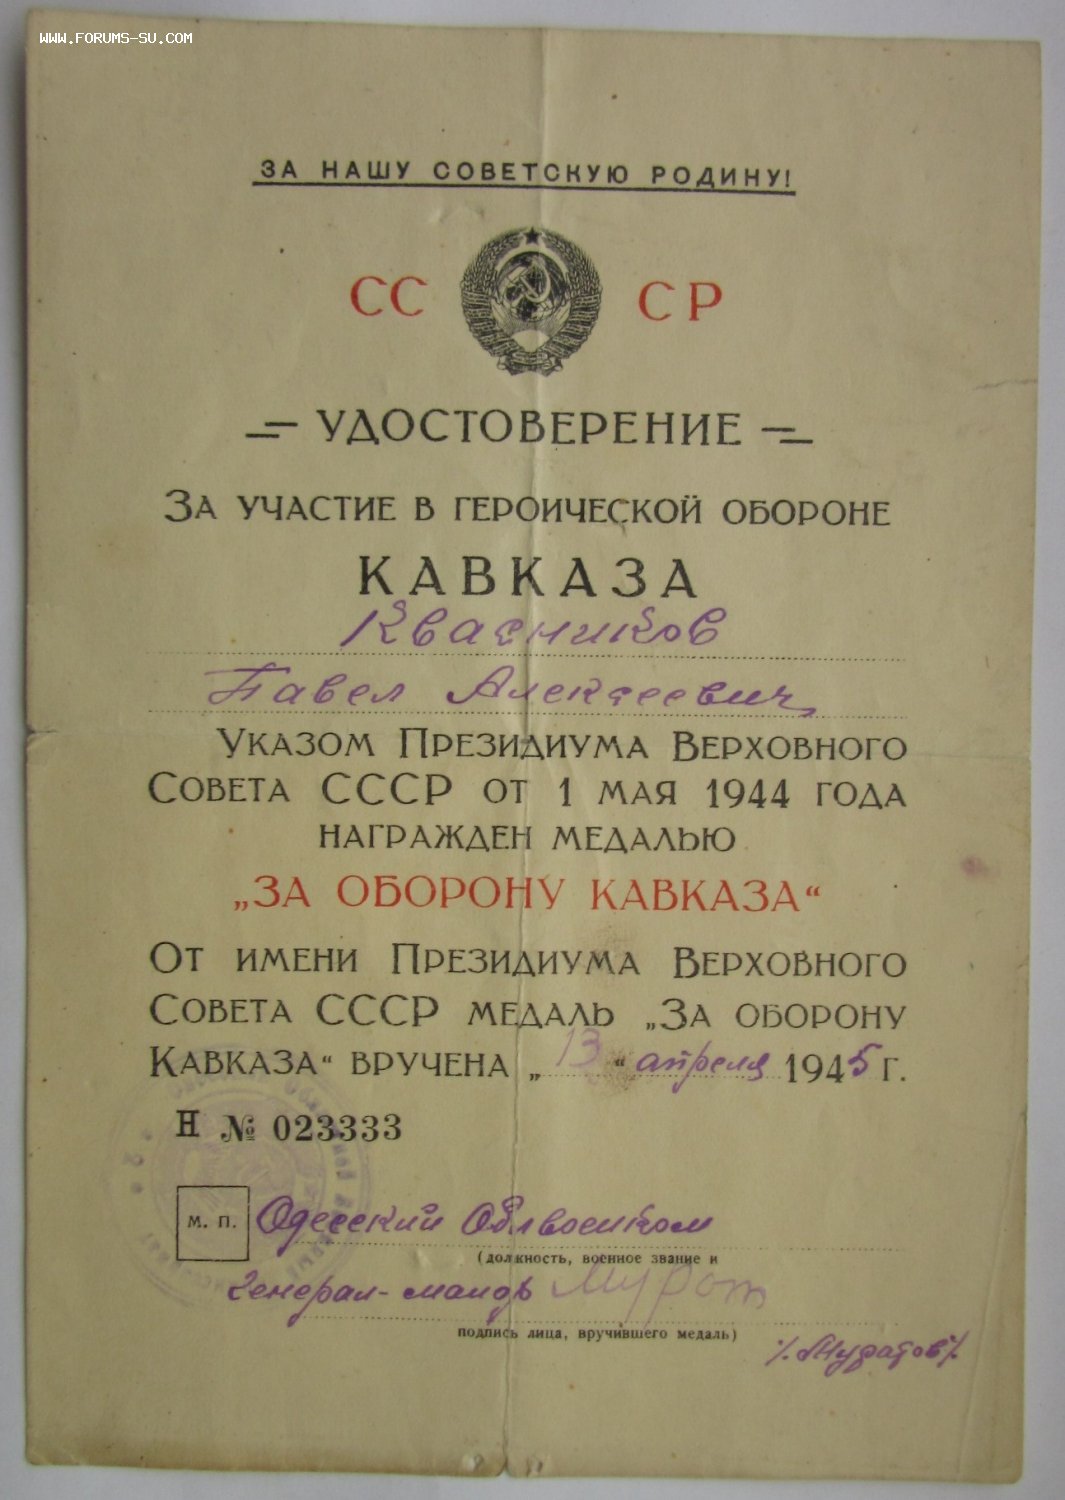 WWW.FORUMS-SU.COM
ЗА НАШУ СОВЕТСКУЮ РОДИНУ!
СС СР
УДОСТОВЕРЕНИЕ
ЗА УЧАСТИЕ В ГЕРОИЧЕСКОЙ ОБОРОНЕ
КАВКАЗА
Квасников
Павел Алексеевич
УКАЗОМ ПРЕЗИДИУМА ВЕРХОВНОГО
СОВЕТА СССР ОТ 1 МАЯ 1944 ГОДА
НАГРАЖДЕН МЕДАЛЬЮ
„ЗА ОБОРОНУ КАВКАЗА“
ОТ ИМЕНИ ПРЕЗИДИУМА ВЕРХОВНОГО
СОВЕТА СССР МЕДАЛЬ „ЗА ОБОРОНУ
КАВКАЗА“ ВРУЧЕНА „13“ апреля 1945 г.
Н № 023333
М. П. Одесский Облвоенком
(должность, военное звание и
Генерал-майор
подпись лица, вручившего медаль)
/.Муратов/.